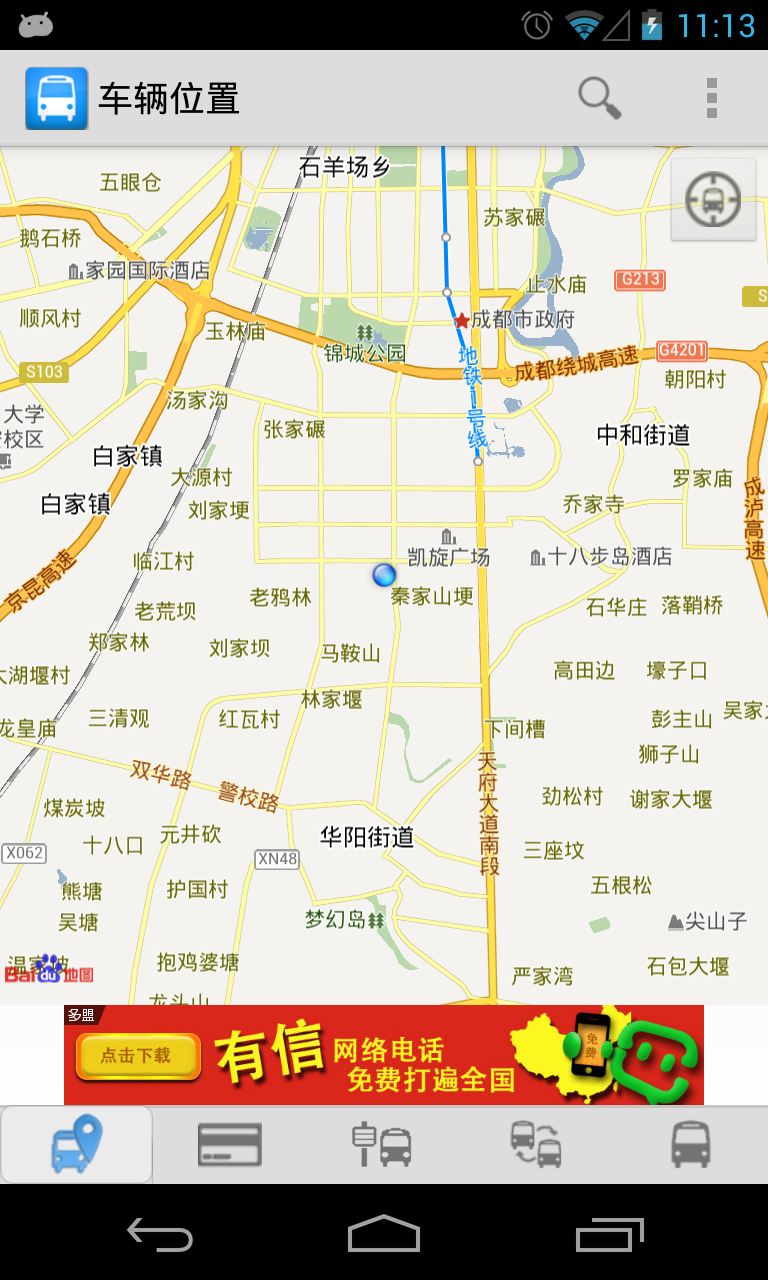 11:13
车辆位置
石羊场乡
五眼仓
苏家碾
鹅石桥
家园国际酒店
止水庙
G213
S
顺风村
玉林庙
成都市政府
锦城公园
地铁1号线
成都绕城高速
G4201
S103
朝阳村
汤家沟
大学
校区
张家碾
中和街道
白家镇
大源村
罗家庙
白家镇
刘家埂
乔家寺
成泸高速
凯旋广场
十八步岛酒店
临江村
京昆高速
老鸦林
秦家山埂
老荒坝
石华庄
落鞘桥
郑家林
刘家坝
马鞍山
湖堰村
高田边
壕子口
林家堰
三清观
红瓦村
龙皇庙
下间槽
彭主山
吴家
狮子山
双华路
警校路
天府大道南段
煤炭坡
劲松村
谢家大堰
十八口
元井砍
华阳街道
X062
XN48
三座坟
熊塘
护国村
五根松
吴塘
梦幻岛
尖山子
温家坡
抱鸡婆塘
石包大堰
Bai du 地图
严家湾
龙头山
多盟
点击下载
有信
网络电话
免费打遍全国
免费